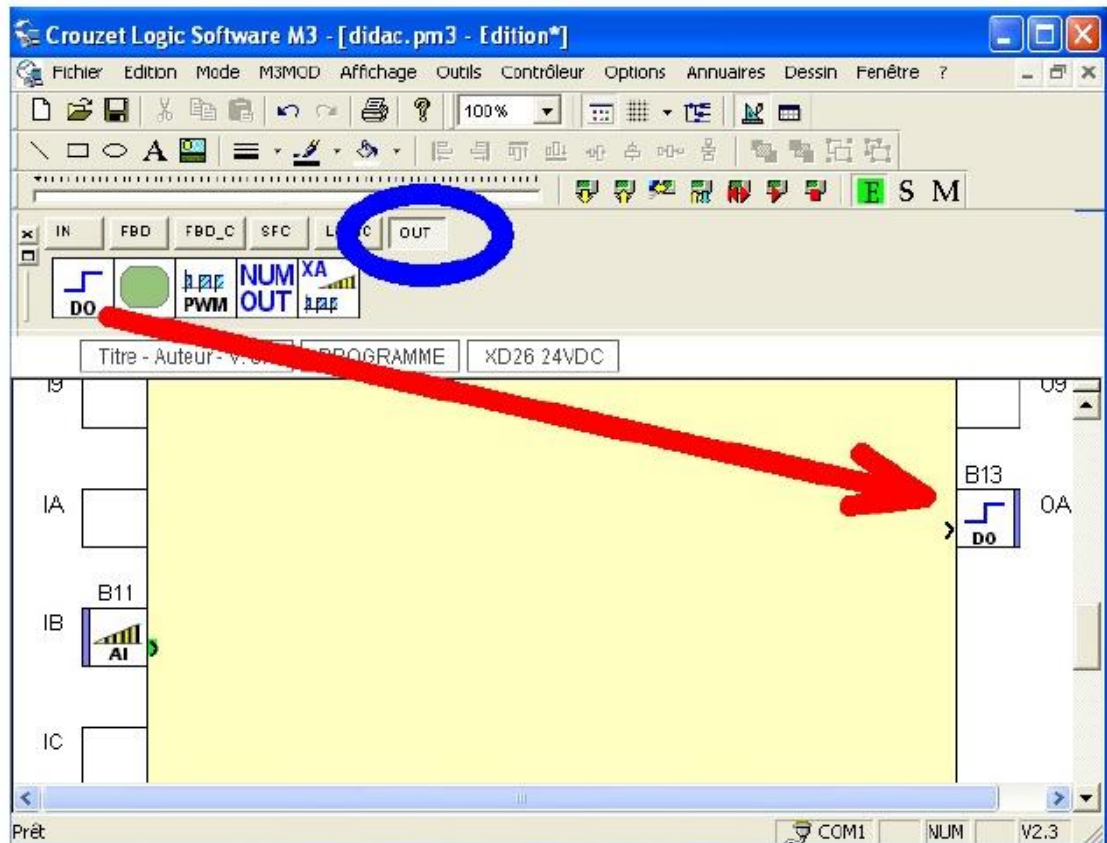 Crouzet Logic Software M3 - [didac.pm3 - Edition*]
Fichier Edition Mode M3MOD Affichage Outils Contrôleur Options Annuaires Dessin Fenêtre ?
100%
A
E S M
IN FBD FBD_C SFC OUT
DO PWM NUM OUT XA
Titre - Auteur - XD26 24VDC
I9 O9
B13
IA OA
DO
B11
IB
AI
IC
Prêt COM1 NUM V2.3